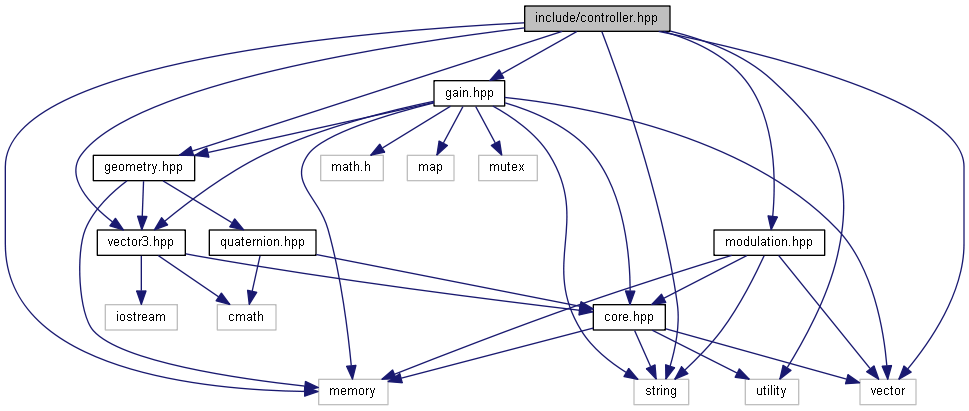 include/controller.hpp
gain.hpp
geometry.hpp
math.h
map
mutex
vector3.hpp
quaternion.hpp
modulation.hpp
iostream
cmath
core.hpp
memory
string
utility
vector